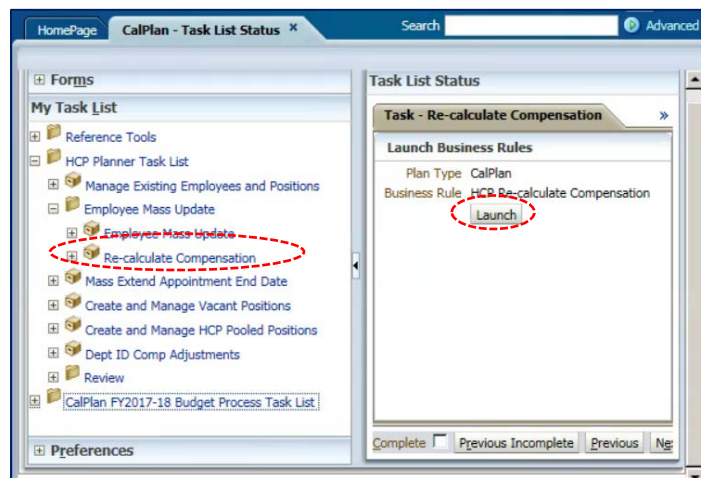 HomePage
CalPlan - Task List Status ×
Search
Advanced
Forms
My Task List
Reference Tools
HCP Planner Task List
Manage Existing Employees and Positions
Employee Mass Update
Employee Mass Update
Re-calculate Compensation
Mass Extend Appointment End Date
Create and Manage Vacant Positions
Create and Manage HCP Pooled Positions
Dept ID Comp Adjustments
Review
CalPlan FY2017-18 Budget Process Task List
Preferences
Task List Status
Task - Re-calculate Compensation »
Launch Business Rules
Plan Type CalPlan
Business Rule HCP Re-calculate Compensation
Launch
Complete Previous Incomplete Previous